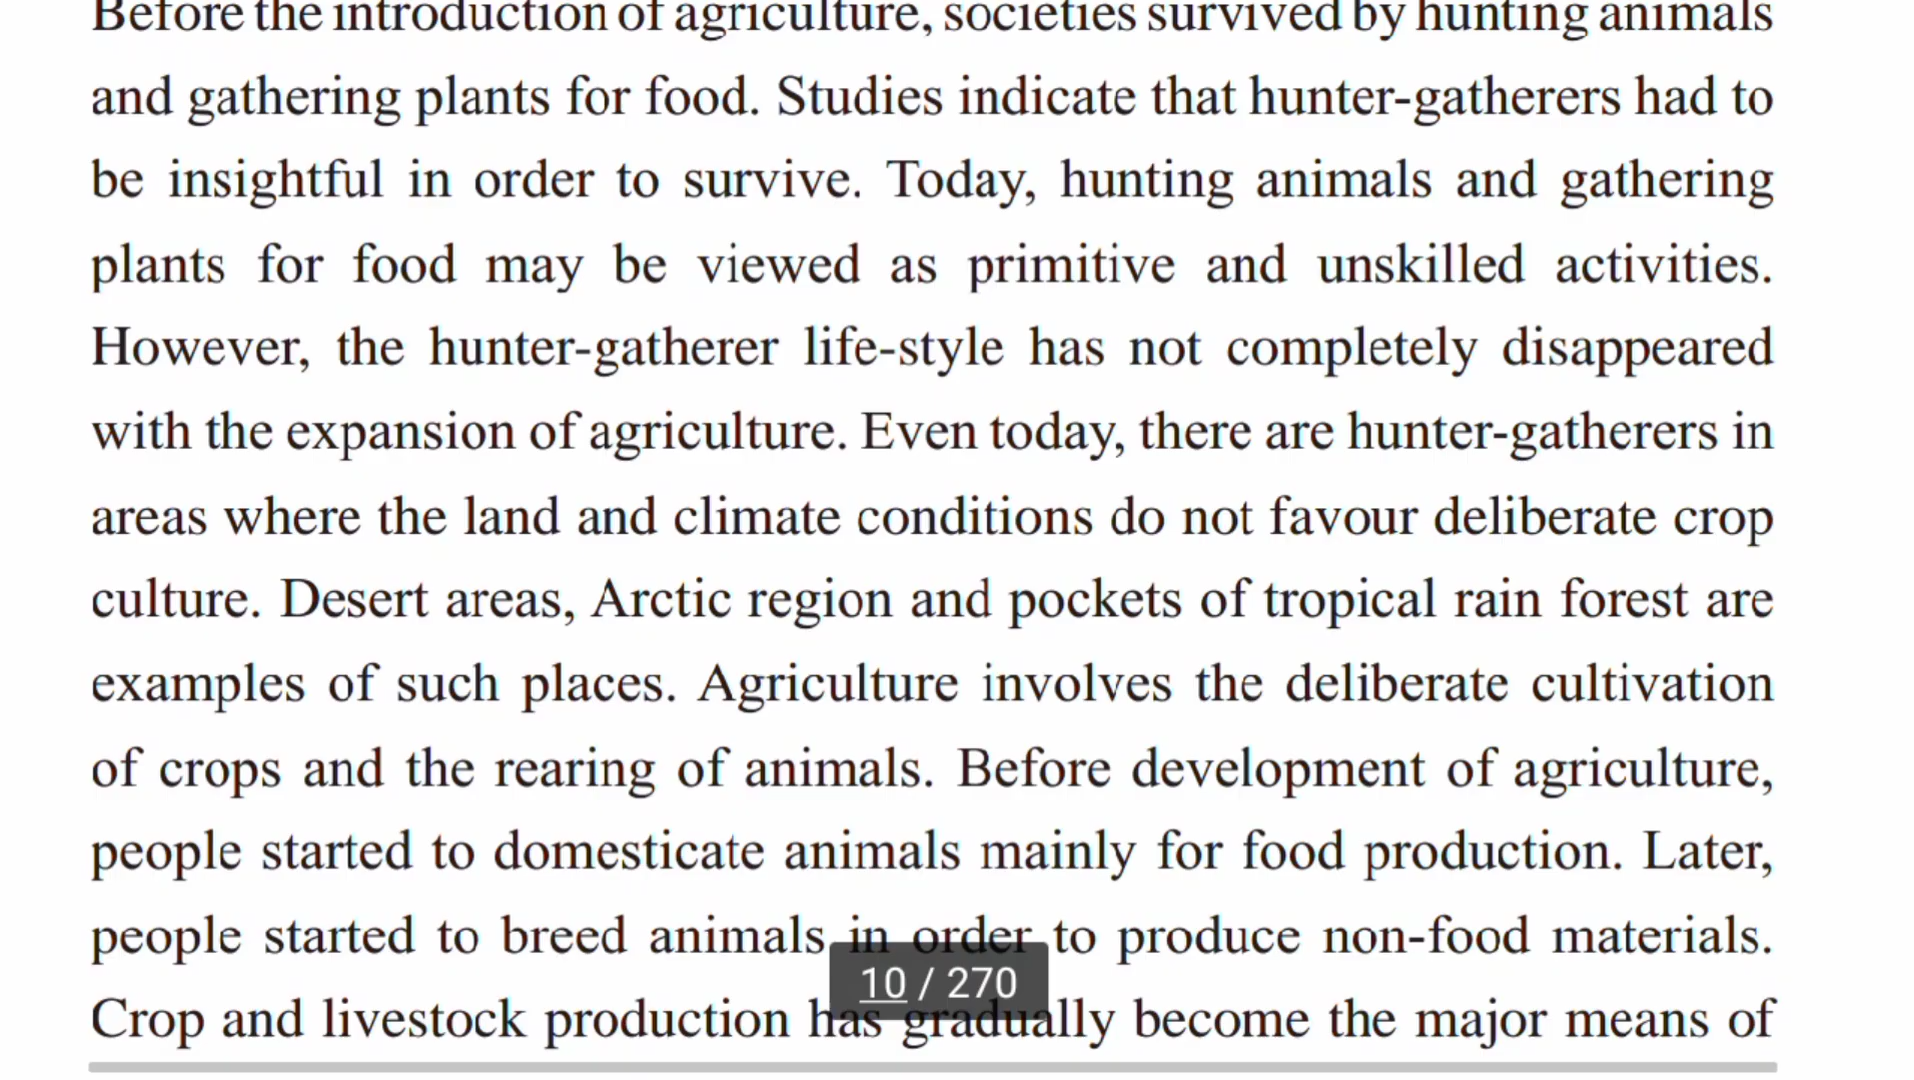 Before the introduction of agriculture, societies survived by hunting animals
and gathering plants for food. Studies indicate that hunter-gatherers had to
be insightful in order to survive. Today, hunting animals and gathering
plants for food may be viewed as primitive and unskilled activities.
However, the hunter-gatherer life-style has not completely disappeared
with the expansion of agriculture. Even today, there are hunter-gatherers in
areas where the land and climate conditions do not favour deliberate crop
culture. Desert areas, Arctic region and pockets of tropical rain forest are
examples of such places. Agriculture involves the deliberate cultivation
of crops and the rearing of animals. Before development of agriculture,
people started to domesticate animals mainly for food production. Later,
people started to breed animals in order to produce non-food materials.
10 / 270
Crop and livestock production has gradually become the major means of